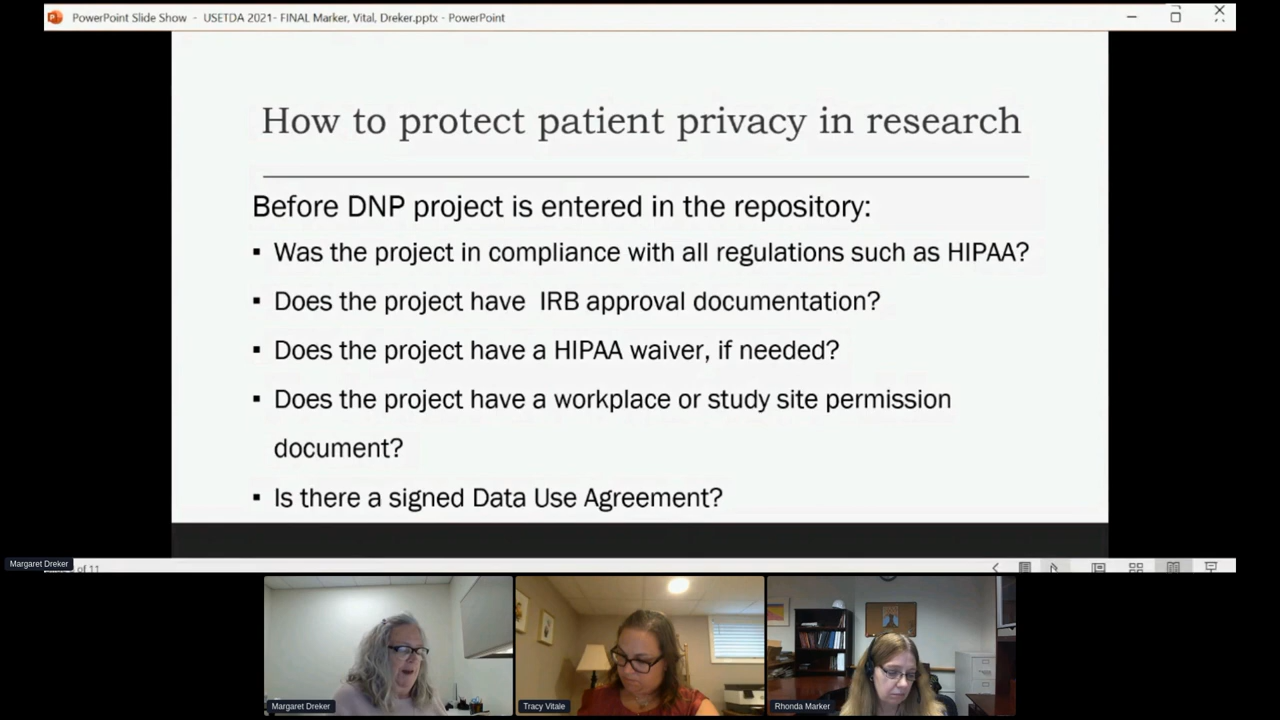 PowerPoint Slide Show - USETDA 2021- FINAL Marker, Vital, Dreker.pptx - PowerPoint
How to protect patient privacy in research
Before DNP project is entered in the repository:
▪ Was the project in compliance with all regulations such as HIPAA?
▪ Does the project have IRB approval documentation?
▪ Does the project have a HIPAA waiver, if needed?
▪ Does the project have a workplace or study site permission
document?
▪ Is there a signed Data Use Agreement?
Margaret Dreker
of 11
Margaret Dreker
Tracy Vitale
Rhonda Marker